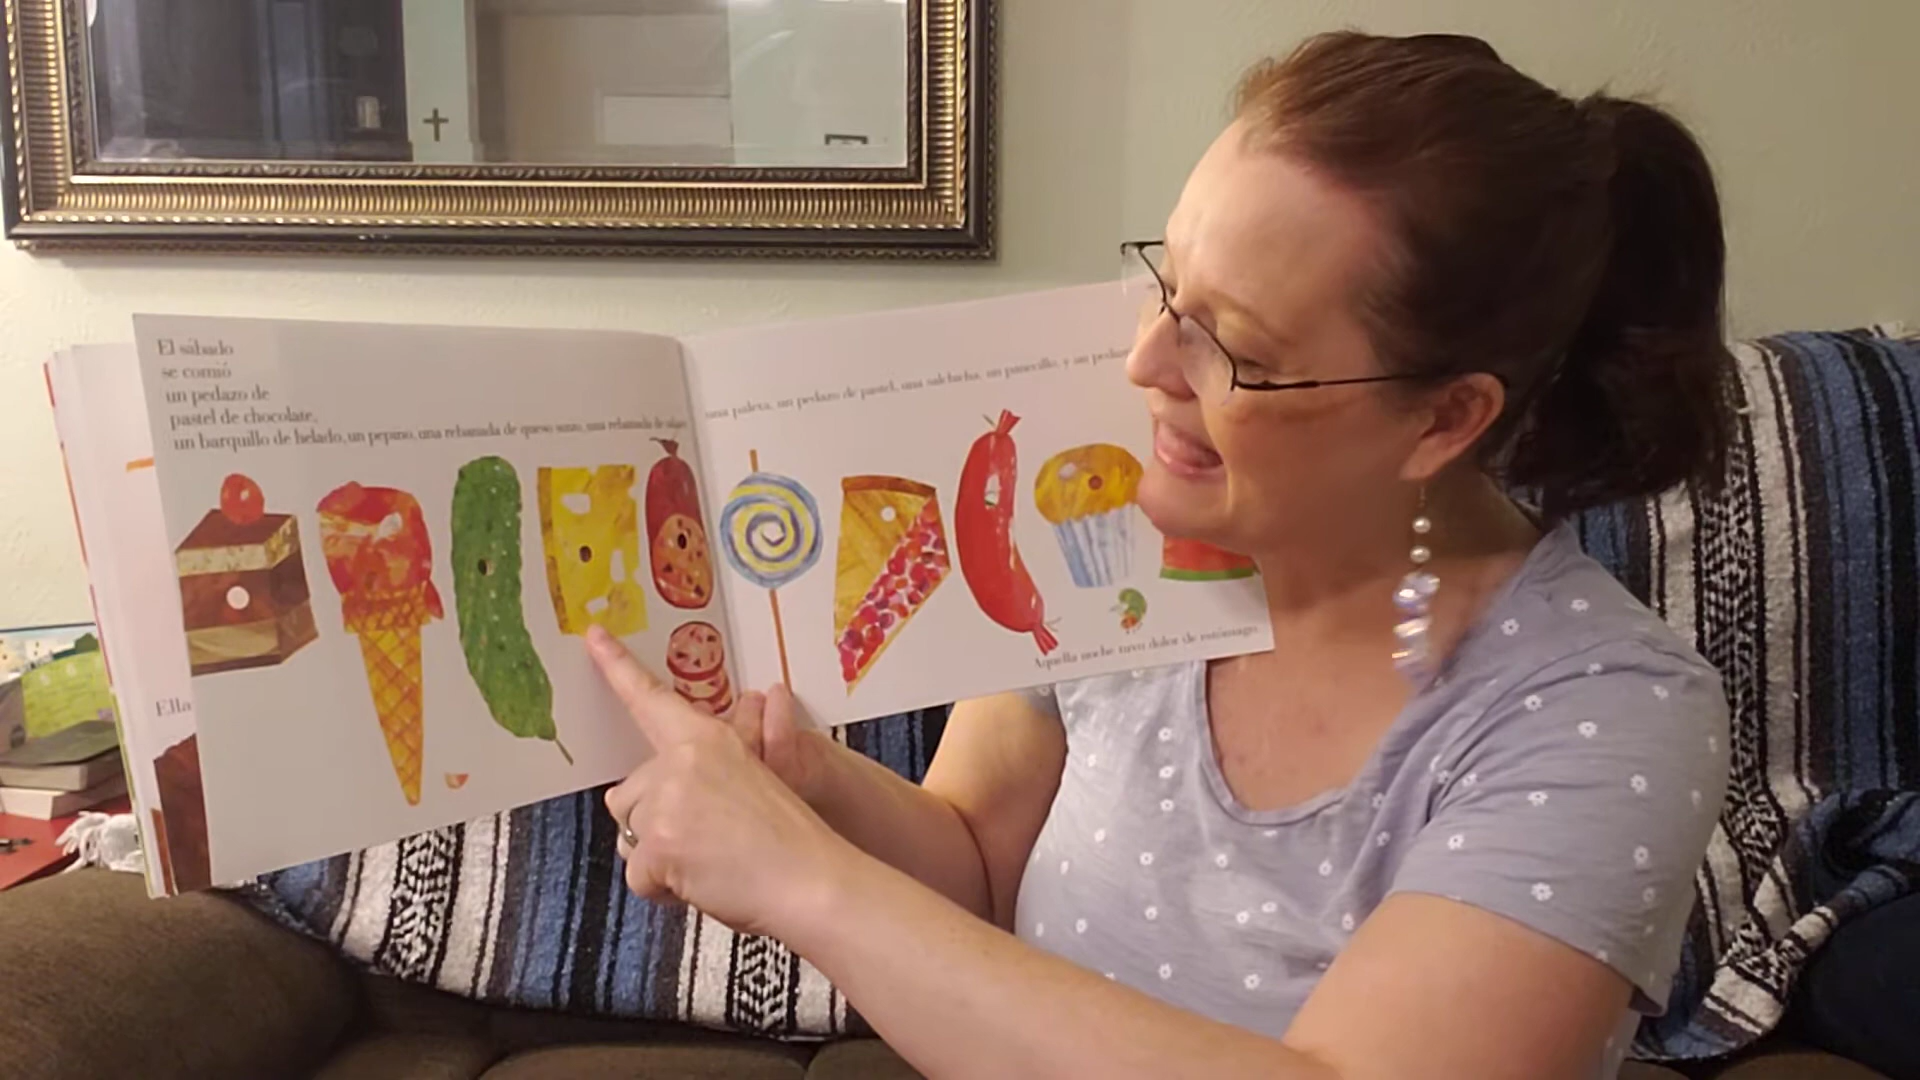 El sábado
se comió
un pedazo de
pastel de chocolate,
un barquillo de helado, un pepino, una rebanada de queso suizo, una rebanada de
una paleta, un pedazo de pastel, una salchicha, un panecillo, y un
Aquella noche tuvo dolor de estómago.
Ella